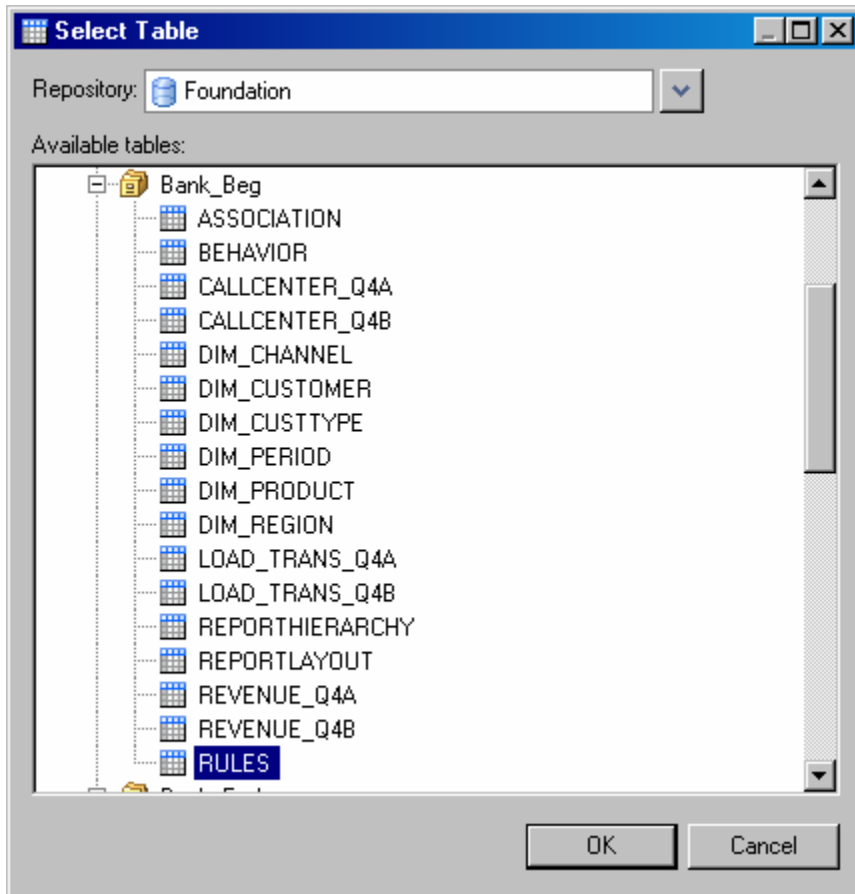 Select Table
Repository: Foundation
Available tables:
Bank_Beg
ASSOCIATION
BEHAVIOR
CALLCENTER_Q4A
CALLCENTER_Q4B
DIM_CHANNEL
DIM_CUSTOMER
DIM_CUSTTYPE
DIM_PERIOD
DIM_PRODUCT
DIM_REGION
LOAD_TRANS_Q4A
LOAD_TRANS_Q4B
REPORTHIERARCHY
REPORTLAYOUT
REVENUE_Q4A
REVENUE_Q4B
RULES
OK Cancel